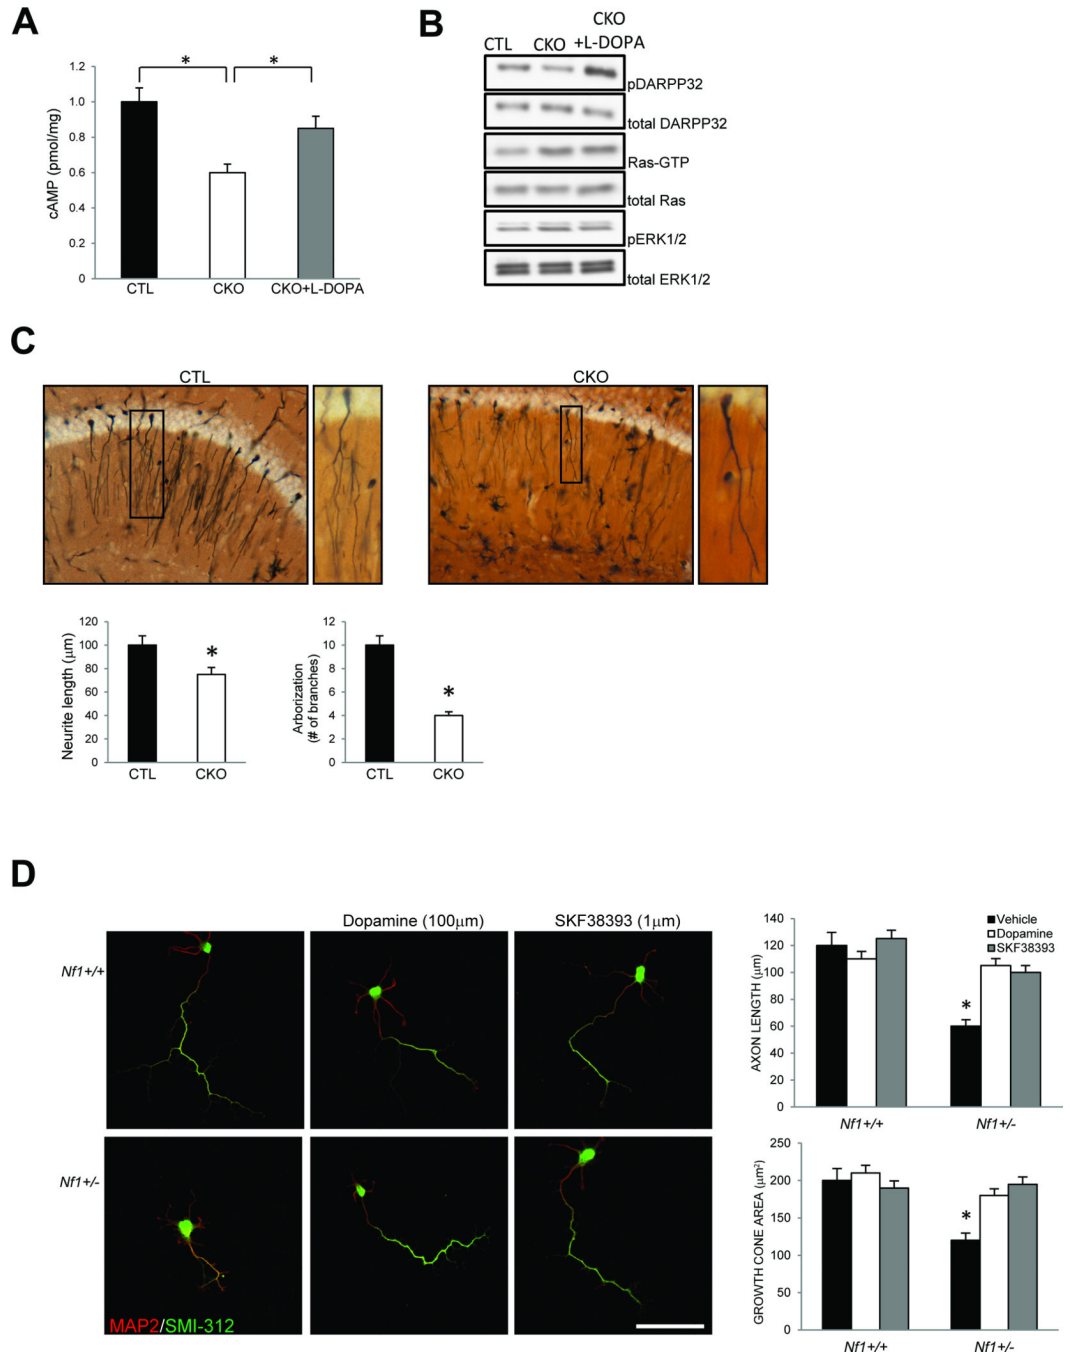 A
1.2
1.0
0.8
0.6
0.4
0.2
0
cAMP (pmol/mg)
* *
CTL CKO CKO+L-DOPA
B
CTL CKO CKO
+L-DOPA
pDARPP32
total DARPP32
Ras-GTP
total Ras
pERK1/2
total ERK1/2
C
CTL
CKO
120
100
80
60
40
20
0
Neurite length (μm)
*
CTL CKO
12
10
8
6
4
2
0
Arborization
(# of branches)
*
CTL CKO
D
Dopamine (100μm) SKF38393 (1μm)
Nf1+/+
Nf1+/-
MAP2/SMI-312
140
120
100
80
60
40
20
0
AXON LENGTH (μm)
Vehicle
Dopamine
SKF38393
*
Nf1+/+ Nf1+/-
250
200
150
100
50
0
GROWTH CONE AREA (μm²)
*
Nf1+/+ Nf1+/-